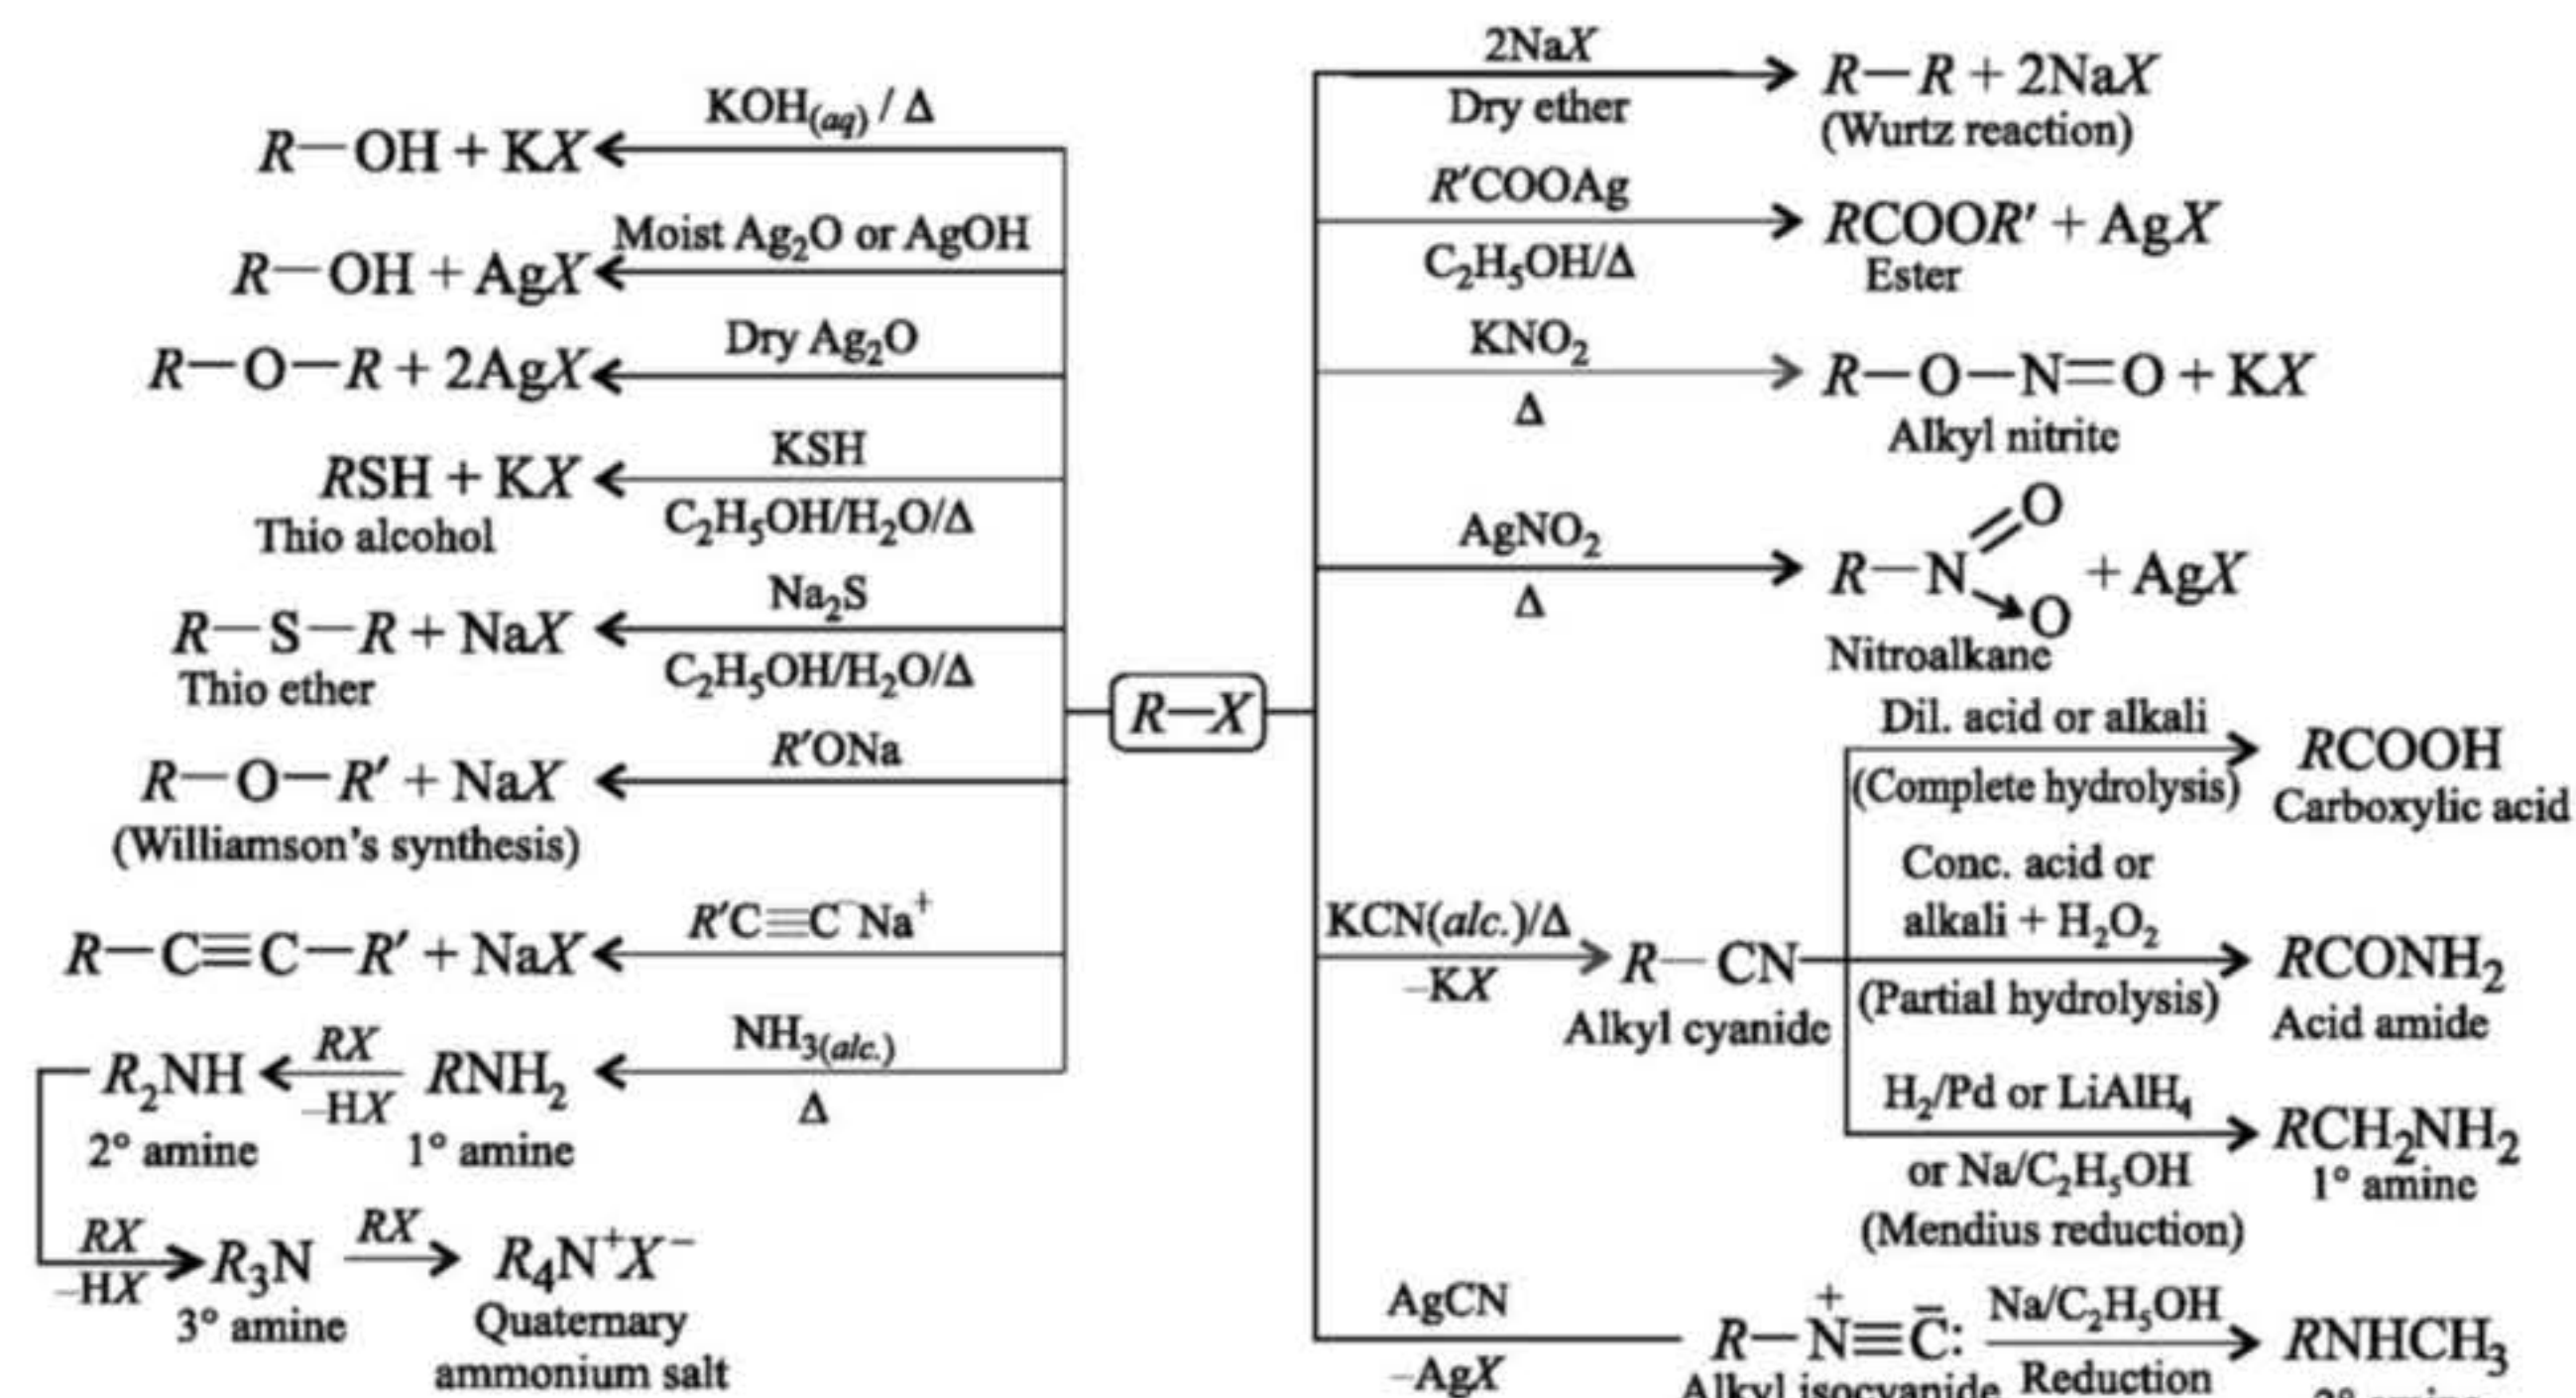 KOH(aq) / Δ
R—OH + KX
Moist Ag₂O or AgOH
R—OH + AgX
Dry Ag₂O
R—O—R + 2AgX
KSH
RSH + KX
C₂H₅OH/H₂O/Δ
Thio alcohol
Na₂S
R—S—R + NaX
C₂H₅OH/H₂O/Δ
Thio ether
R′ONa
R—O—R′ + NaX
(Williamson's synthesis)
R′C≡C⁻Na⁺
R—C≡C—R′ + NaX
NH₃(alc.)
Δ
RNH₂
1° amine
RX
–HX
R₂NH
2° amine
RX
–HX
R₃N
3° amine
RX
R₄N⁺X⁻
Quaternary
ammonium salt
R—X
2NaX
Dry ether
R—R + 2NaX
(Wurtz reaction)
R′COOAg
C₂H₅OH/Δ
RCOOR′ + AgX
Ester
KNO₂
Δ
R—O—N=O + KX
Alkyl nitrite
AgNO₂
Δ
O
R—N + AgX
O
Nitroalkane
KCN(alc.)/Δ
–KX
R—CN
Alkyl cyanide
Dil. acid or alkali
(Complete hydrolysis)
RCOOH
Carboxylic acid
Conc. acid or
alkali + H₂O₂
(Partial hydrolysis)
RCONH₂
Acid amide
H₂/Pd or LiAlH₄
or Na/C₂H₅OH
(Mendius reduction)
RCH₂NH₂
1° amine
AgCN
–AgX
R—N⁺≡C⁻:
Alkyl isocyanide
Na/C₂H₅OH
Reduction
RNHCH₃